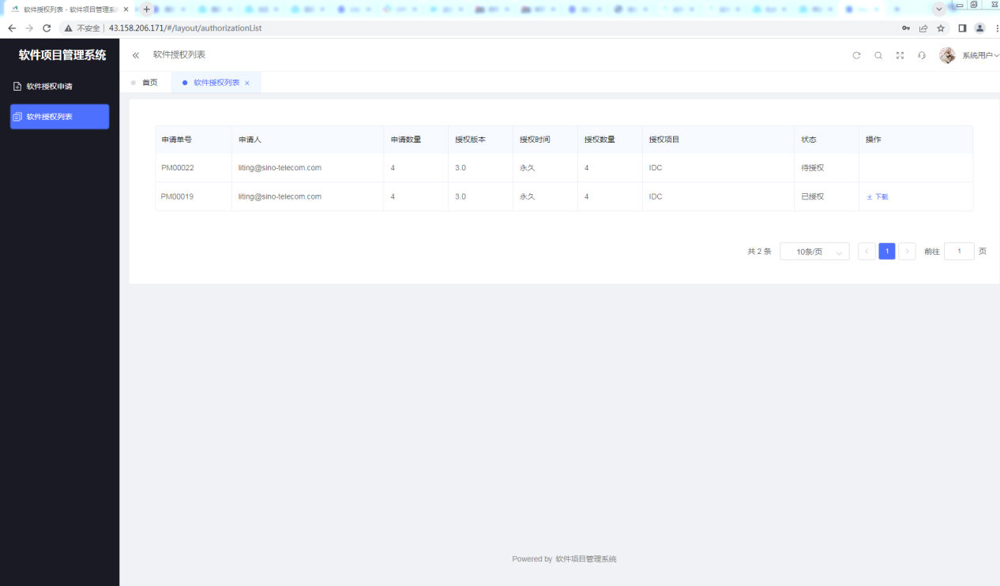 软件授权列表 - 软件项目管理系
不安全 43.158.206.171/#/layout/authorizationList
软件项目管理系统
软件授权列表
系统用户
软件授权申请
首页
软件授权列表
软件授权列表
申请单号 申请人 申请数量 授权版本 授权时间 授权数量 授权项目 状态 操作
PM00022 liting@sino-telecom.com 4 3.0 永久 4 IDC 待授权
PM00019 liting@sino-telecom.com 4 3.0 永久 4 IDC 已授权 下载
共 2 条 10条/页 1 前往 1 页
Powered by 软件项目管理系统